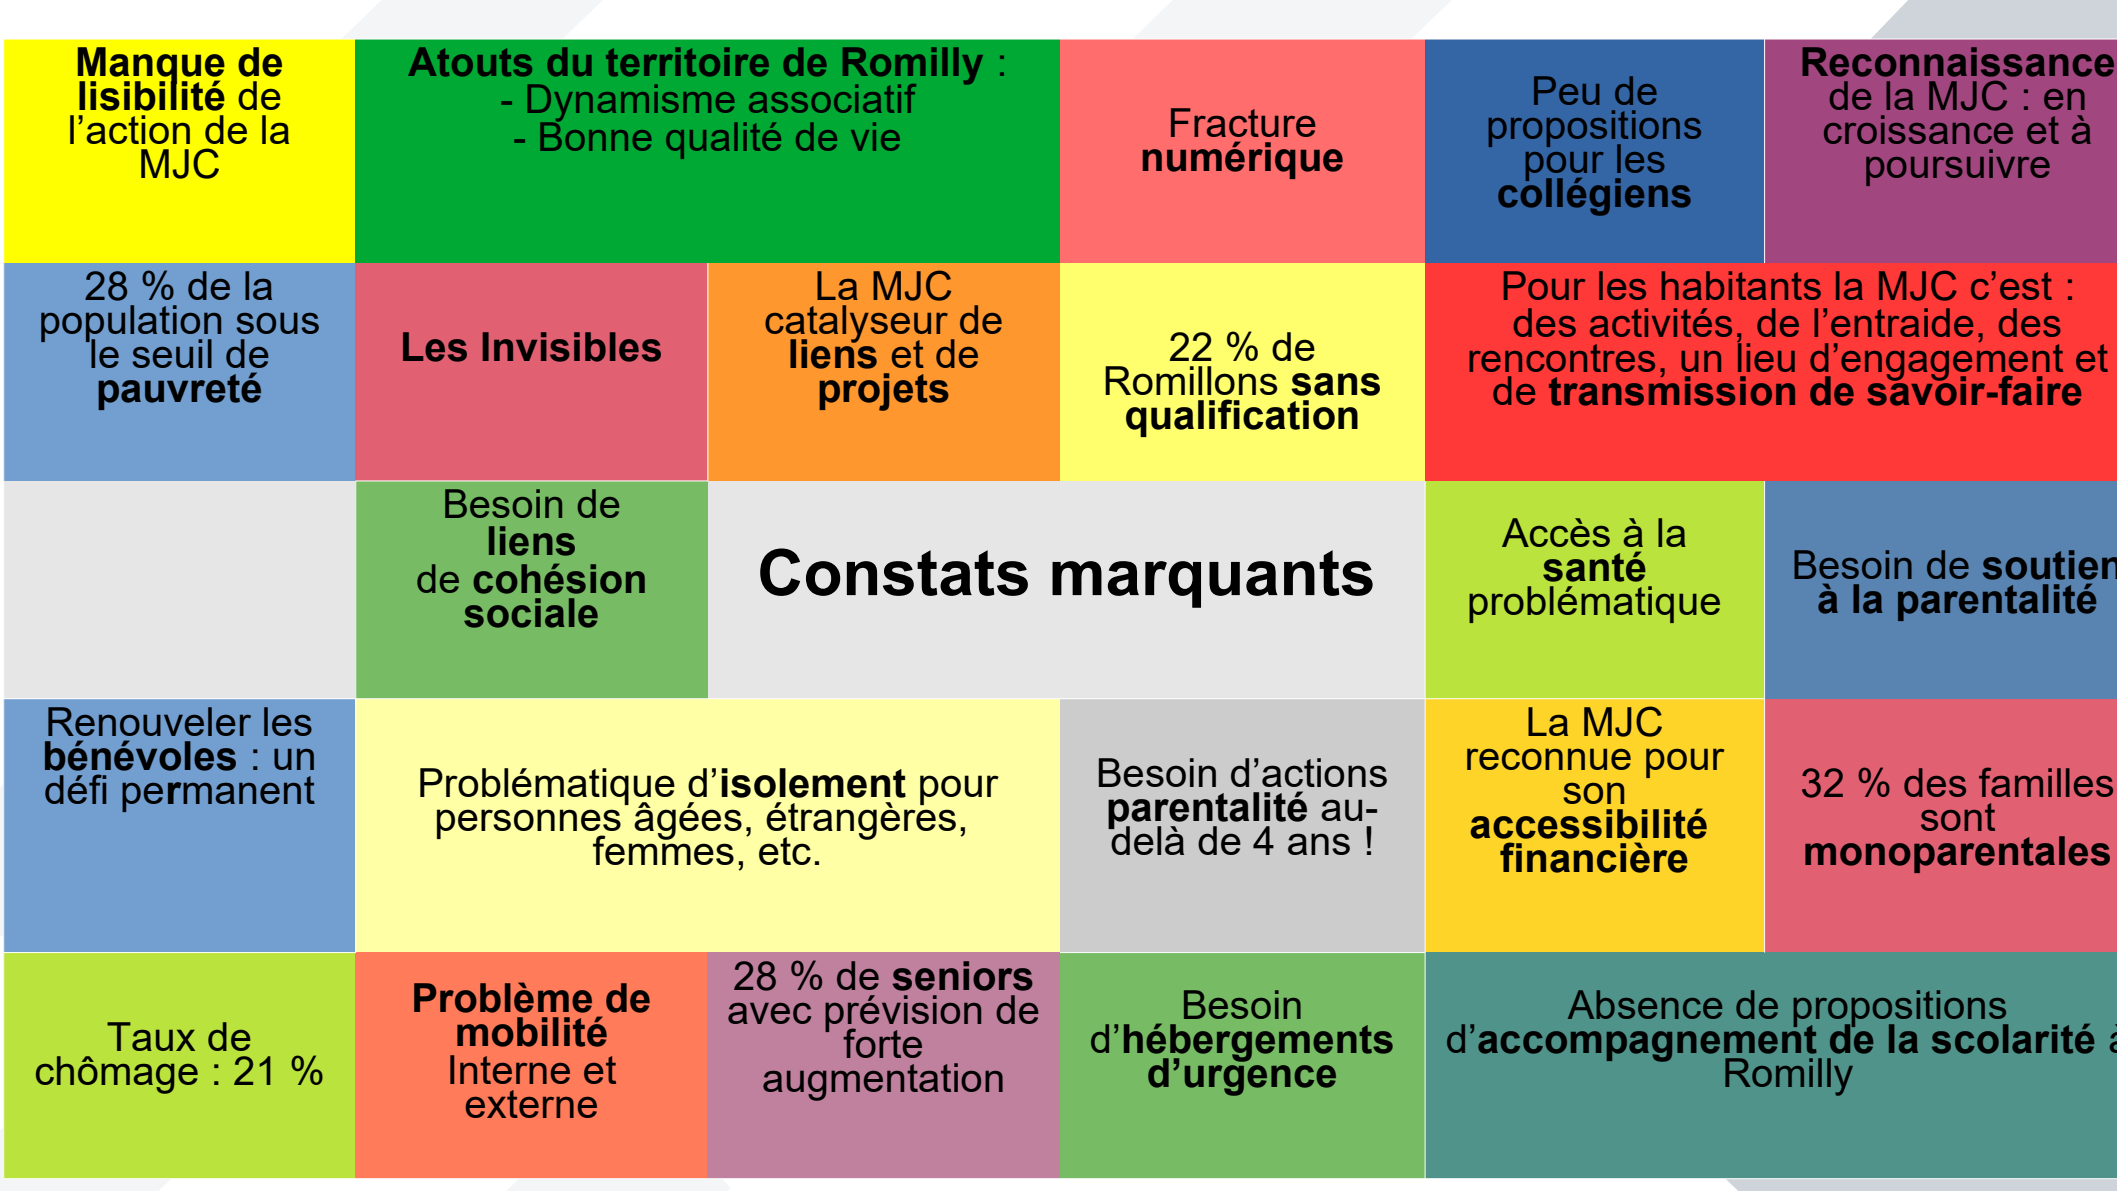 Manque de
lisibilité de
l'action de la
MJC
Atouts du territoire de Romilly :
- Dynamisme associatif
- Bonne qualité de vie
Fracture
numérique
Peu de
propositions
pour les
collégiens
Reconnaissance
de la MJC : en
croissance et à
poursuivre
28 % de la
population sous
le seuil de
pauvreté
Les Invisibles
La MJC
catalyseur de
liens et de
projets
22 % de
Romillons sans
qualification
Pour les habitants la MJC c'est :
des activités, de l'entraide, des
rencontres, un lieu d'engagement et
de transmission de savoir-faire
Besoin de
liens
de cohésion
sociale
Constats marquants
Accès à la
santé
problématique
Besoin de soutien
à la parentalité
Renouveler les
bénévoles : un
défi permanent
Problématique d'isolement pour
personnes âgées, étrangères,
femmes, etc.
Besoin d'actions
parentalité au-
delà de 4 ans !
La MJC
reconnue pour
son
accessibilité
financière
32 % des familles
sont
monoparentales
Taux de
chômage : 21 %
Problème de
mobilité
Interne et
externe
28 % de seniors
avec prévision de
forte
augmentation
Besoin
d'hébergements
d'urgence
Absence de propositions
d'accompagnement de la scolarité à
Romilly